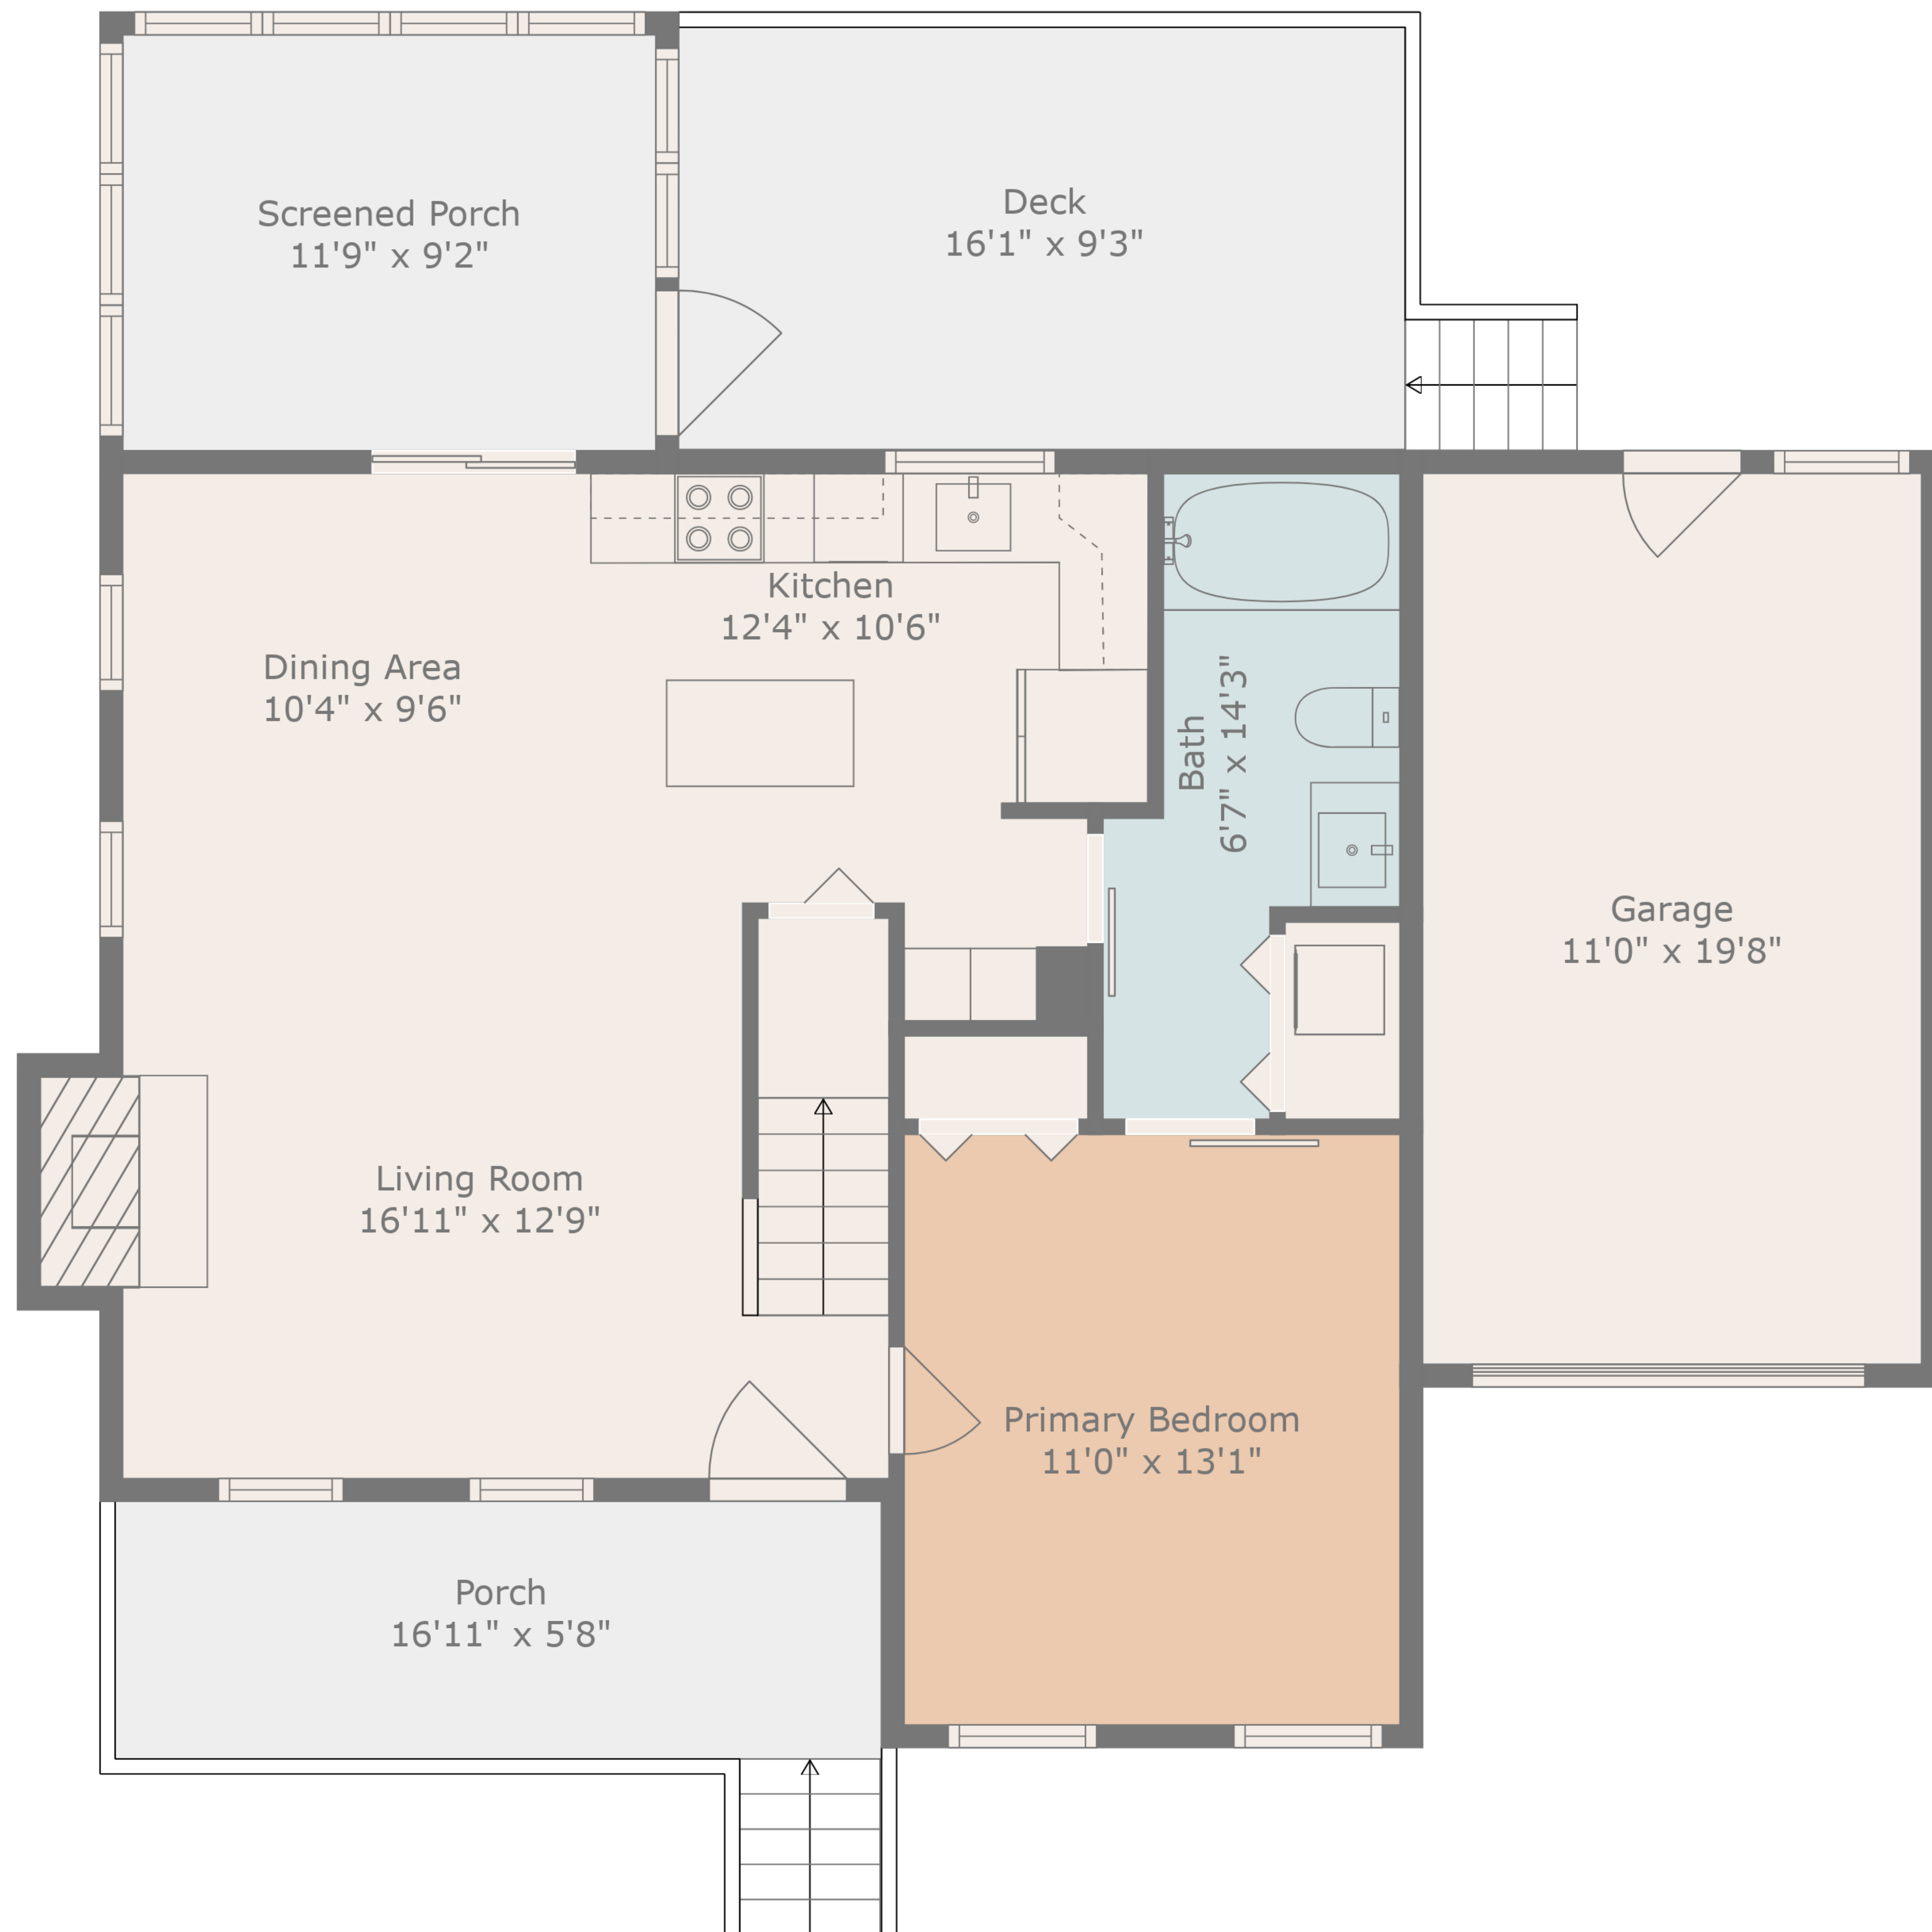 Screened Porch
11'9" x 9'2"
Deck
16'1" x 9'3"
Kitchen
12'4" x 10'6"
Dining Area
10'4" x 9'6"
Bath
6'7" x 14'3"
Garage
11'0" x 19'8"
Living Room
16'11" x 12'9"
Primary Bedroom
11'0" x 13'1"
Porch
16'11" x 5'8"